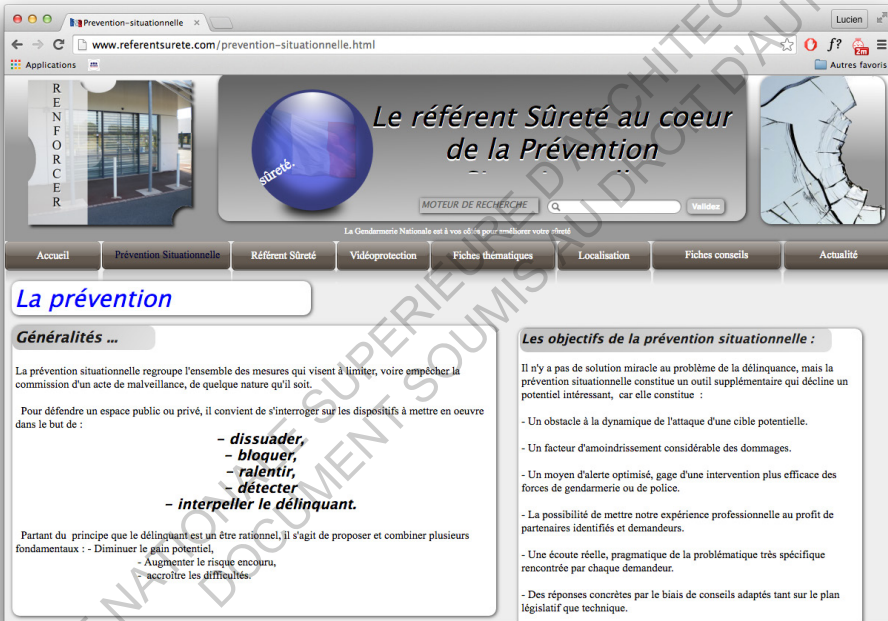 Prevention-situationnelle
Lucien
www.referentsurete.com/prevention-situationnelle.html
f?
2m
Applications
Autres favoris
RENFORCER
sûreté.
Le référent Sûreté au coeur
de la Prévention
MOTEUR DE RECHERCHE
Validez
La Gendarmerie Nationale est à vos côtés pour améliorer votre sûreté
Accueil
Prévention Situationnelle
Référent Sûreté
Vidéoprotection
Fiches thématiques
Localisation
Fiches conseils
Actualité
La prévention
Généralités ...
La prévention situationnelle regroupe l'ensemble des mesures qui visent à limiter, voire empêcher la
commission d'un acte de malveillance, de quelque nature qu'il soit.
Pour défendre un espace public ou privé, il convient de s'interroger sur les dispositifs à mettre en oeuvre
dans le but de :
- dissuader,
- bloquer,
- ralentir,
- détecter
- interpeller le délinquant.
Partant du principe que le délinquant est un être rationnel, il s'agit de proposer et combiner plusieurs
fondamentaux : - Diminuer le gain potentiel,
- Augmenter le risque encouru,
- accroître les difficultés.
Les objectifs de la prévention situationnelle :
Il n'y a pas de solution miracle au problème de la délinquance, mais la
prévention situationnelle constitue un outil supplémentaire qui décline un
potentiel intéressant, car elle constitue :
- Un obstacle à la dynamique de l'attaque d'une cible potentielle.
- Un facteur d'amoindrissement considérable des dommages.
- Un moyen d'alerte optimisé, gage d'une intervention plus efficace des
forces de gendarmerie ou de police.
- La possibilité de mettre notre expérience professionnelle au profit de
partenaires identifiés et demandeurs.
- Une écoute réelle, pragmatique de la problématique très spécifique
rencontrée par chaque demandeur.
- Des réponses concrètes par le biais de conseils adaptés tant sur le plan
législatif que technique.
NATIONALE SUPERIEURE D'ARCHITEC
DOCUMENT SOUMIS AU DROIT D'AUT